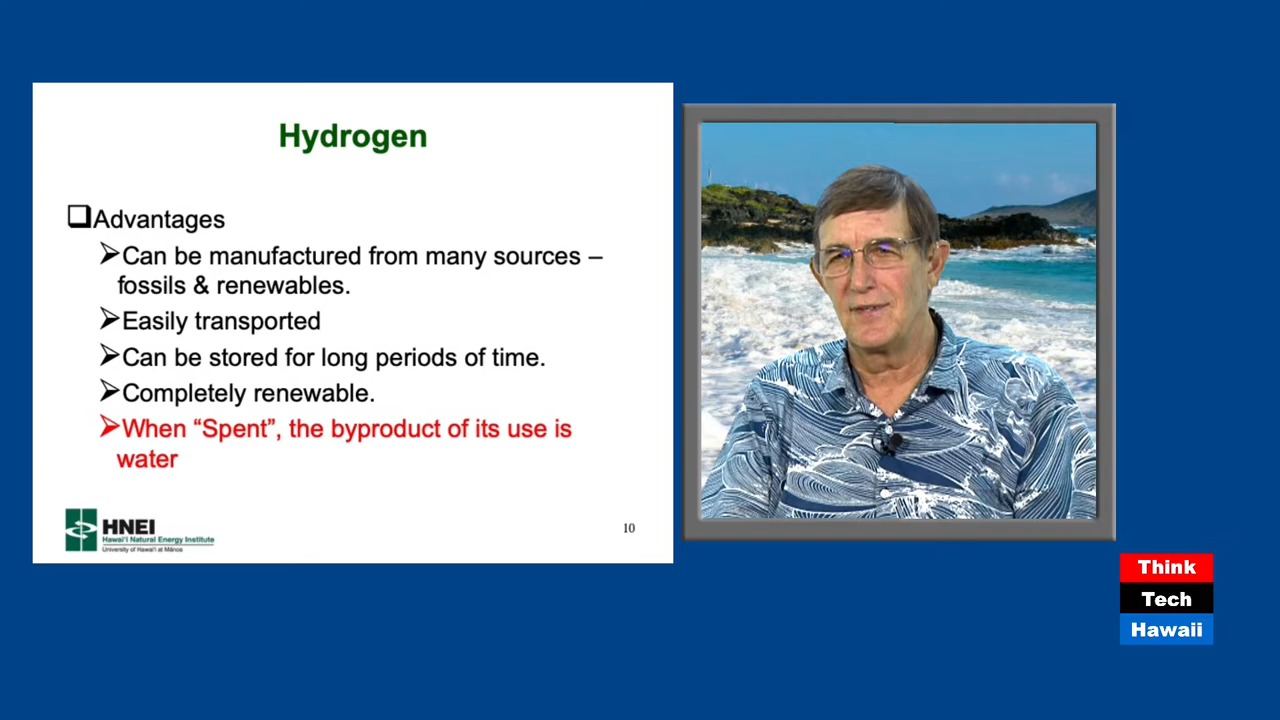 Hydrogen
Advantages
Can be manufactured from many sources –
fossils & renewables.
Easily transported
Can be stored for long periods of time.
Completely renewable.
When “Spent”, the byproduct of its use is
water
HNEI
Hawai‘i Natural Energy Institute
University of Hawai‘i at Mānoa
10
Think
Tech
Hawaii